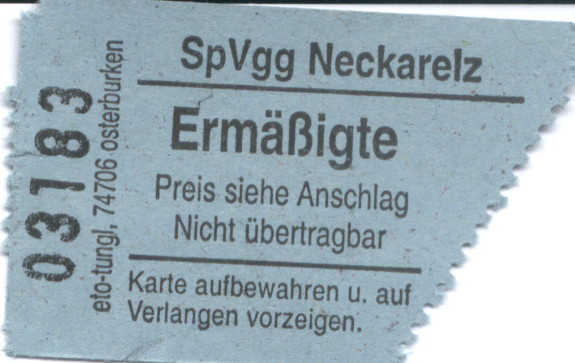 SpVgg Neckarelz
Ermäßigte
Preis siehe Anschlag
Nicht übertragbar
Karte aufbewahren u. auf
Verlangen vorzeigen.
03183
eto-tungl, 74706 osterburken